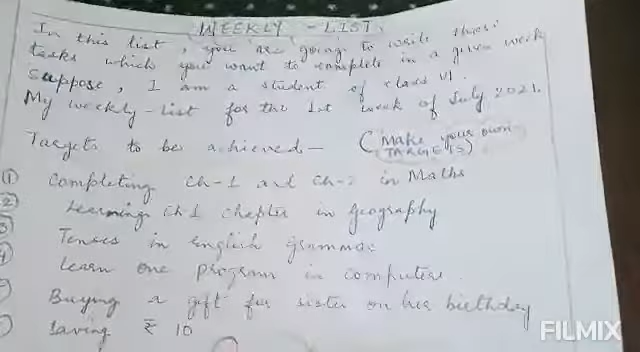 WEEKLY - LIST.
In this list, you are going to write those
tasks which you want to complete in a given week
Suppose, I am a student of class VI.
My weekly-list for the 1st week of July 2021.
Targets to be achieved - (Make your own
TARGETS)
① Completing Ch-1 and Ch-2 in Maths
② Learning Ch 1 chapter in Geography
3 Tenses in english grammar
4 Learn one program in computers.
Buying a gift for sister on her birthday
Saving ₹ 10
FILMIX